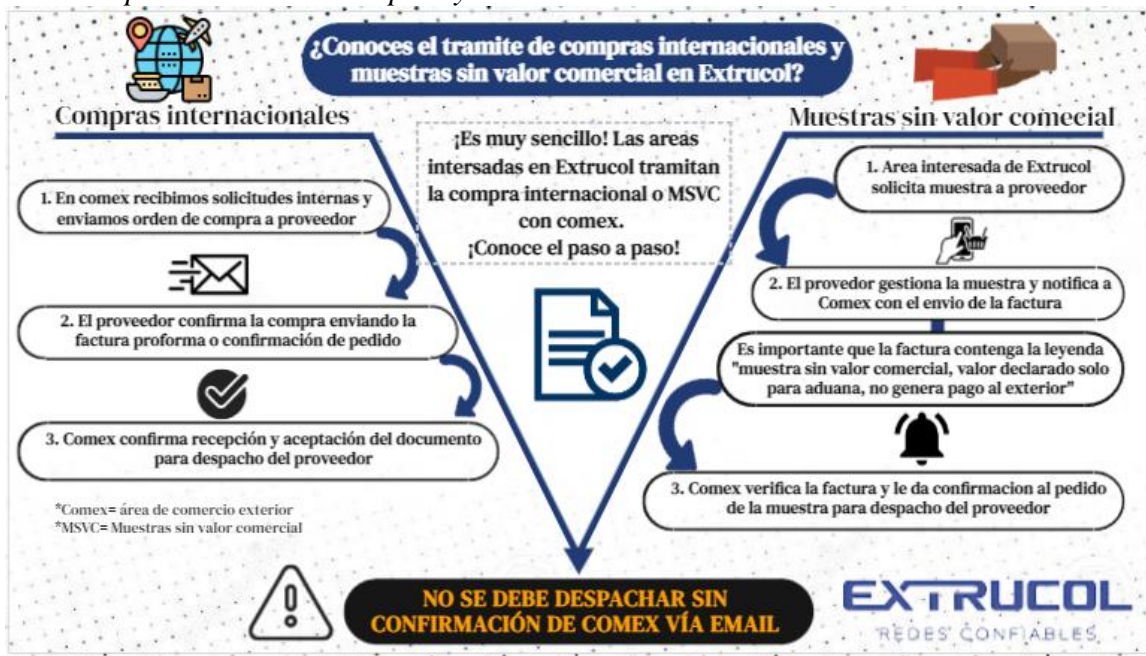 ¿Conoces el tramite de compras internacionales y
muestras sin valor comercial en Extrucol?
Compras internacionales
1. En comex recibimos solicitudes internas y
enviamos orden de compra a proveedor
2. El proveedor confirma la compra enviando la
factura proforma o confirmación de pedido
3. Comex confirma recepción y aceptación del documento
para despacho del proveedor
*Comex= área de comercio exterior
*MSVC= Muestras sin valor comercial
¡Es muy sencillo! Las areas
intersadas en Extrucol tramitan
la compra internacional o MSVC
con comex.
¡Conoce el paso a paso!
Muestras sin valor comecial
1. Area interesada de Extrucol
solicita muestra a proveedor
2. El provedor gestiona la muestra y notifica a
Comex con el envio de la factura
Es importante que la factura contenga la leyenda
"muestra sin valor comercial, valor declarado solo
para aduana, no genera pago al exterior"
3. Comex verifica la factura y le da confirmacion al pedido
de la muestra para despacho del proveedor
NO SE DEBE DESPACHAR SIN
CONFIRMACIÓN DE COMEX VÍA EMAIL
EXTRUCOL
REDES CONFIABLES